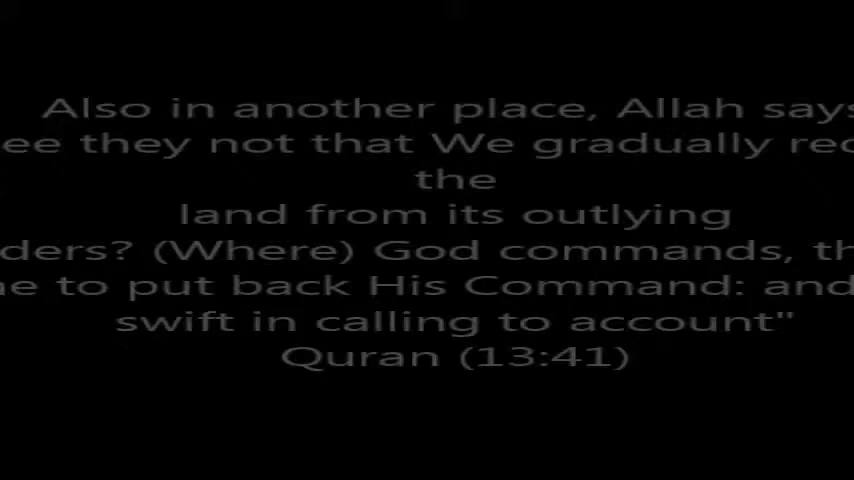 Also in another place, Allah says
ee they not that We gradually red
the
land from its outlying
ders? (Where) God commands, th
e to put back His Command: and
swift in calling to account"
Quran (13:41)